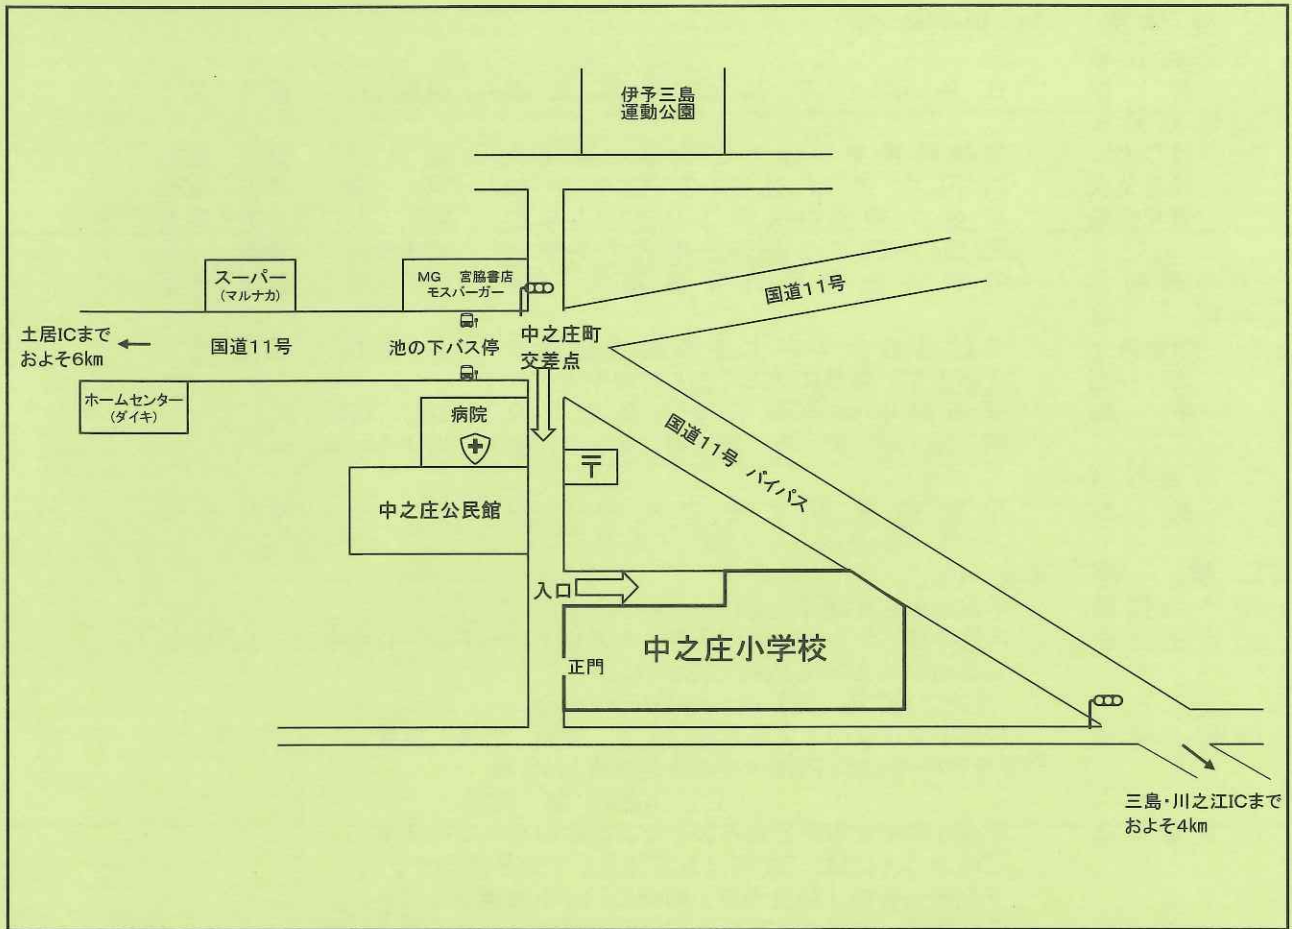 伊予三島
運動公園
スーパー
(マルナカ)
MG 宮脇書店
モスバーガー
国道11号
土居ICまで
およそ6km
国道11号
池の下バス停
中之庄町
交差点
ホームセンター
(ダイキ)
病院
国道11号 バイパス
〒
中之庄公民館
入口
中之庄小学校
正門
三島・川之江ICまで
およそ4km